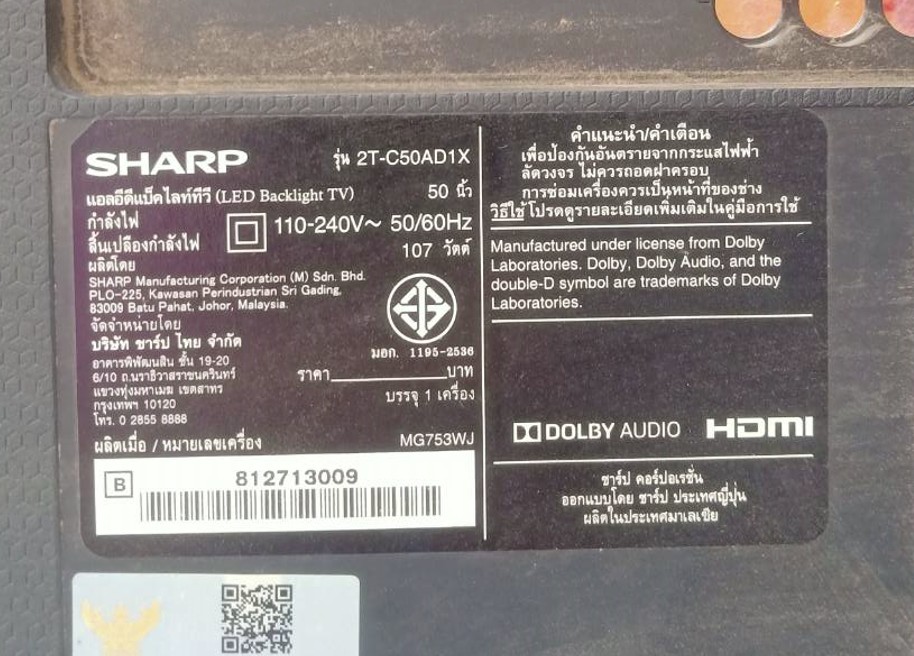 SHARP
รุ่น 2T-C50AD1X
แอลอีดีแบ็คไลท์ทีวี (LED Backlight TV) 50 นิ้ว
กำลังไฟ 110-240V~ 50/60Hz
สิ้นเปลืองกำลังไฟ 107 วัตต์
ผลิตโดย
SHARP Manufacturing Corporation (M) Sdn. Bhd.
PLO-225, Kawasan Perindustrian Sri Gading,
83009 Batu Pahat, Johor, Malaysia.
จัดจำหน่ายโดย
บริษัท ชาร์ป ไทย จำกัด
อาคารพิพัฒนสิน ชั้น 19-20
6/10 ถ.นราธิวาสราชนครินทร์
แขวงทุ่งมหาเมฆ เขตสาทร
กรุงเทพฯ 10120
โทร. 0 2855 8888
มอก. 1195-2536
ราคา____________บาท
บรรจุ 1 เครื่อง
ผลิตเมื่อ / หมายเลขเครื่อง MG753WJ
B 812713009
คำแนะนำ/คำเตือน
เพื่อป้องกันอันตรายจากกระแสไฟฟ้า
ลัดวงจร ไม่ควรถอดฝาครอบ
การซ่อมเครื่องควรเป็นหน้าที่ของช่าง
วิธีใช้ โปรดดูรายละเอียดเพิ่มเติมในคู่มือการใช้
Manufactured under license from Dolby
Laboratories. Dolby, Dolby Audio, and the
double-D symbol are trademarks of Dolby
Laboratories.
DOLBY AUDIO HDMI
ชาร์ป คอร์ปอเรชั่น
ออกแบบโดย ชาร์ป ประเทศญี่ปุ่น
ผลิตในประเทศมาเลเซีย